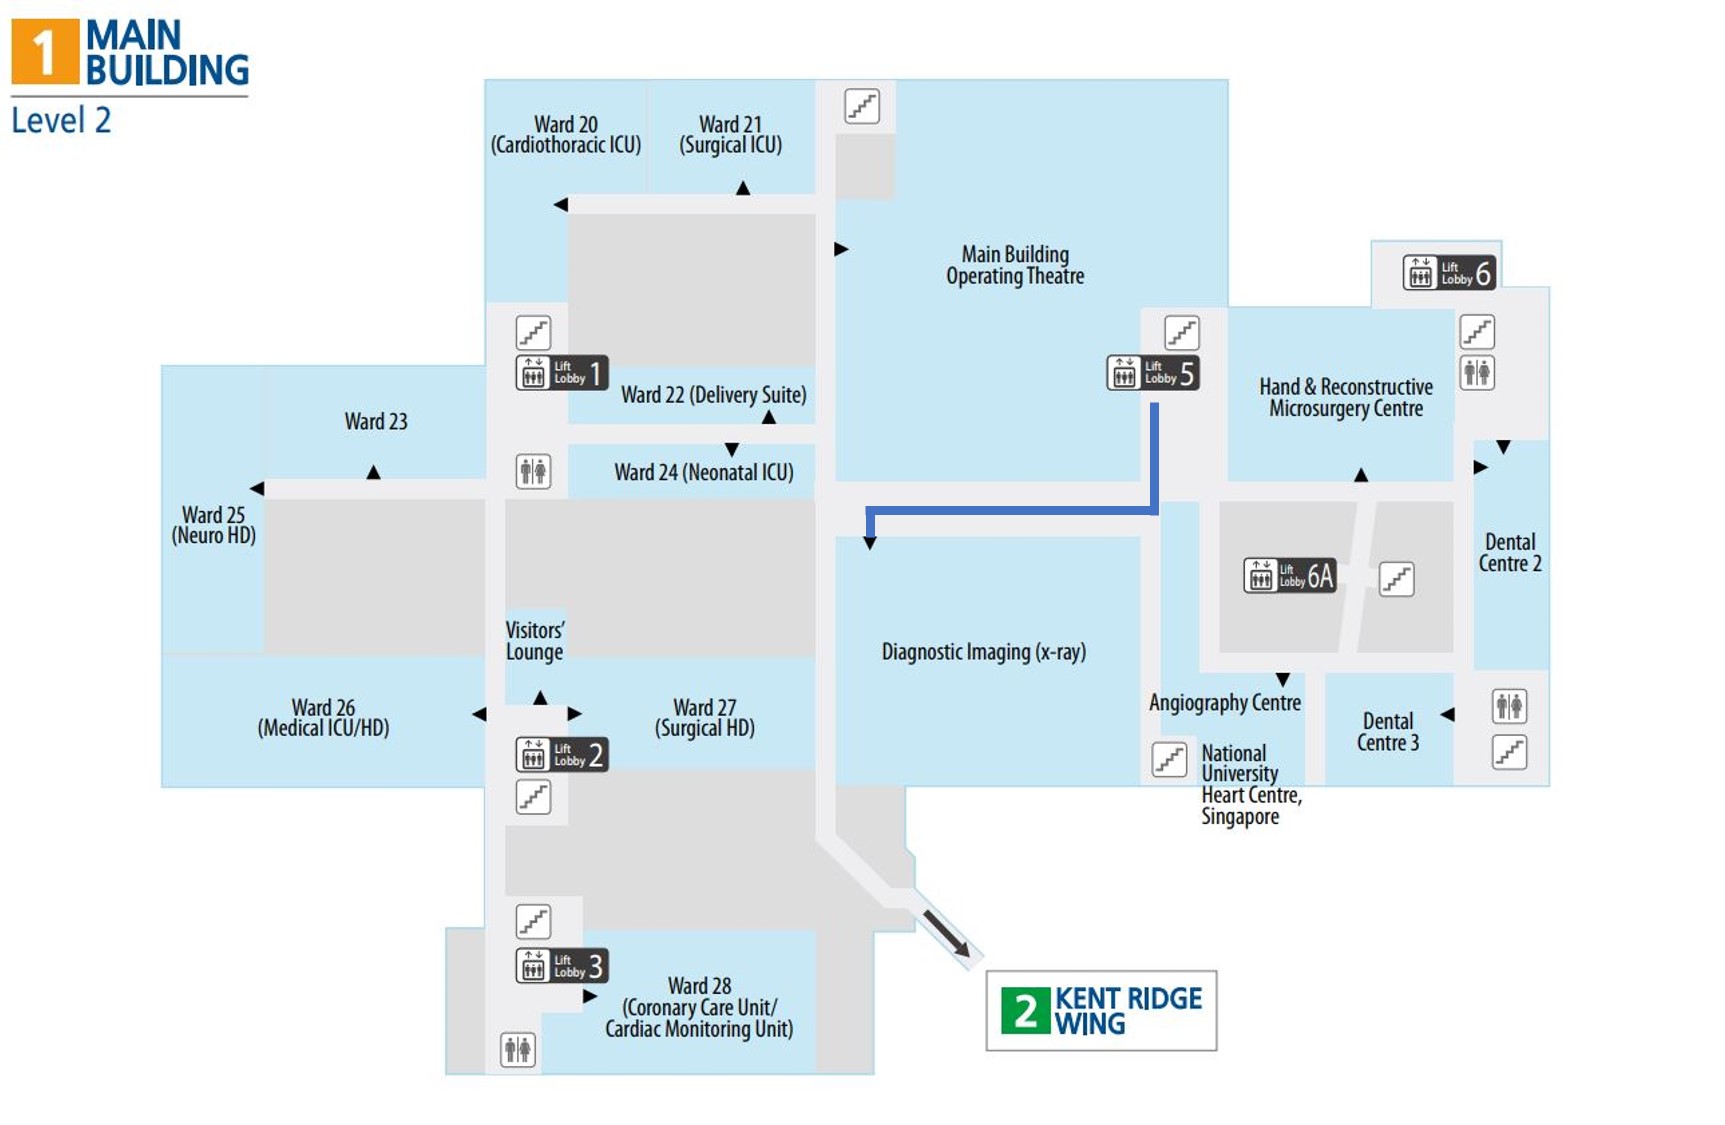 1 MAIN
BUILDING
Level 2
Ward 20
(Cardiothoracic ICU)
Ward 21
(Surgical ICU)
Main Building
Operating Theatre
Lift
Lobby 6
Lift
Lobby 1
Ward 22 (Delivery Suite)
Lift
Lobby 5
Hand & Reconstructive
Microsurgery Centre
Ward 23
Ward 24 (Neonatal ICU)
Ward 25
(Neuro HD)
Dental
Centre 2
Lift
Lobby 6A
Visitors’
Lounge
Diagnostic Imaging (x-ray)
Ward 26
(Medical ICU/HD)
Ward 27
(Surgical HD)
Angiography Centre
Dental
Centre 3
Lift
Lobby 2
National
University
Heart Centre,
Singapore
Lift
Lobby 3
Ward 28
(Coronary Care Unit/
Cardiac Monitoring Unit)
2 KENT RIDGE
WING